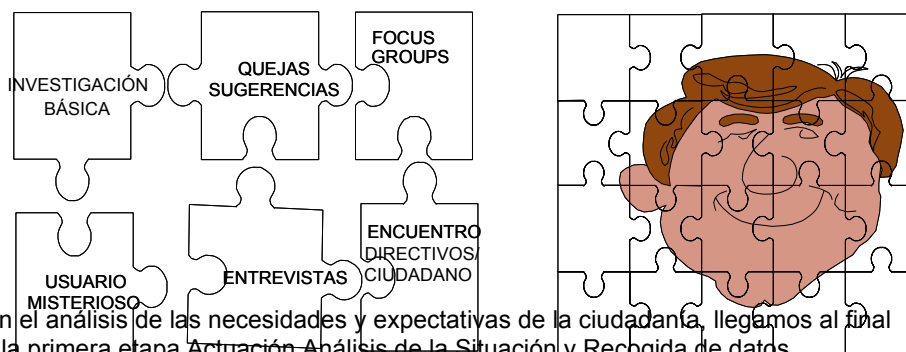 INVESTIGACIÓN
BÁSICA
QUEJAS
SUGERENCIAS
FOCUS
GROUPS
USUARIO
MISTERIOSO
ENTREVISTAS
ENCUENTRO
DIRECTIVOS/
CIUDADANO
n el análisis de las necesidades y expectativas de la ciudadanía, llegamos al final
la primera etapa Actuación Análisis de la Situación y Recogida de datos